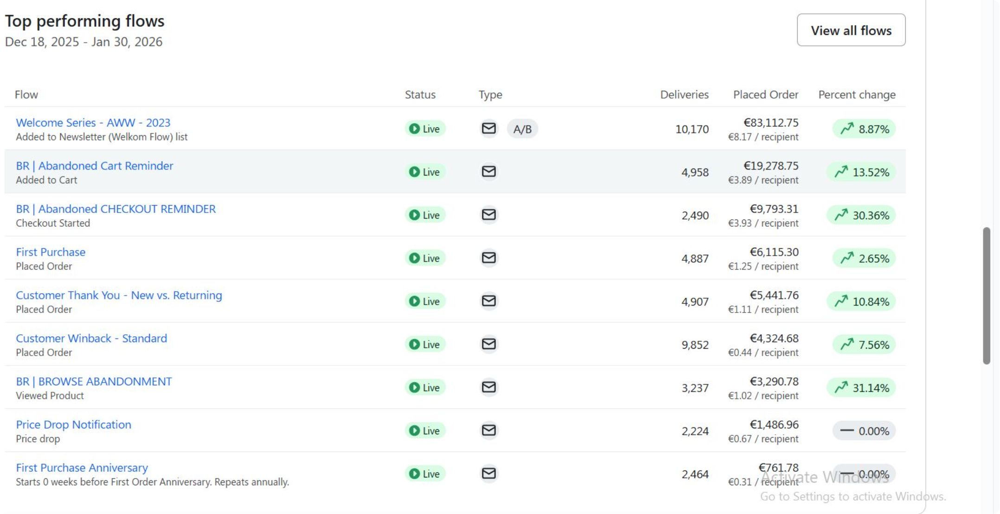 Top performing flows
View all flows
Dec 18, 2025 - Jan 30, 2026
Flow Status Type Deliveries Placed Order Percent change
Welcome Series - AWW - 2023
Added to Newsletter (Welkom Flow) list
Live A/B 10,170 €83,112.75 8.87%
€8.17 / recipient
BR | Abandoned Cart Reminder
Added to Cart
Live 4,958 €19,278.75 13.52%
€3.89 / recipient
BR | Abandoned CHECKOUT REMINDER
Checkout Started
Live 2,490 €9,793.31 30.36%
€3.93 / recipient
First Purchase
Placed Order
Live 4,887 €6,115.30 2.65%
€1.25 / recipient
Customer Thank You - New vs. Returning
Placed Order
Live 4,907 €5,441.76 10.84%
€1.11 / recipient
Customer Winback - Standard
Placed Order
Live 9,852 €4,324.68 7.56%
€0.44 / recipient
BR | BROWSE ABANDONMENT
Viewed Product
Live 3,237 €3,290.78 31.14%
€1.02 / recipient
Price Drop Notification
Price drop
Live 2,224 €1,486.96 0.00%
€0.67 / recipient
First Purchase Anniversary
Starts 0 weeks before First Order Anniversary. Repeats annually.
Live 2,464 €761.78 0.00%
€0.31 / recipient
Activate Windows
Go to Settings to activate Windows.